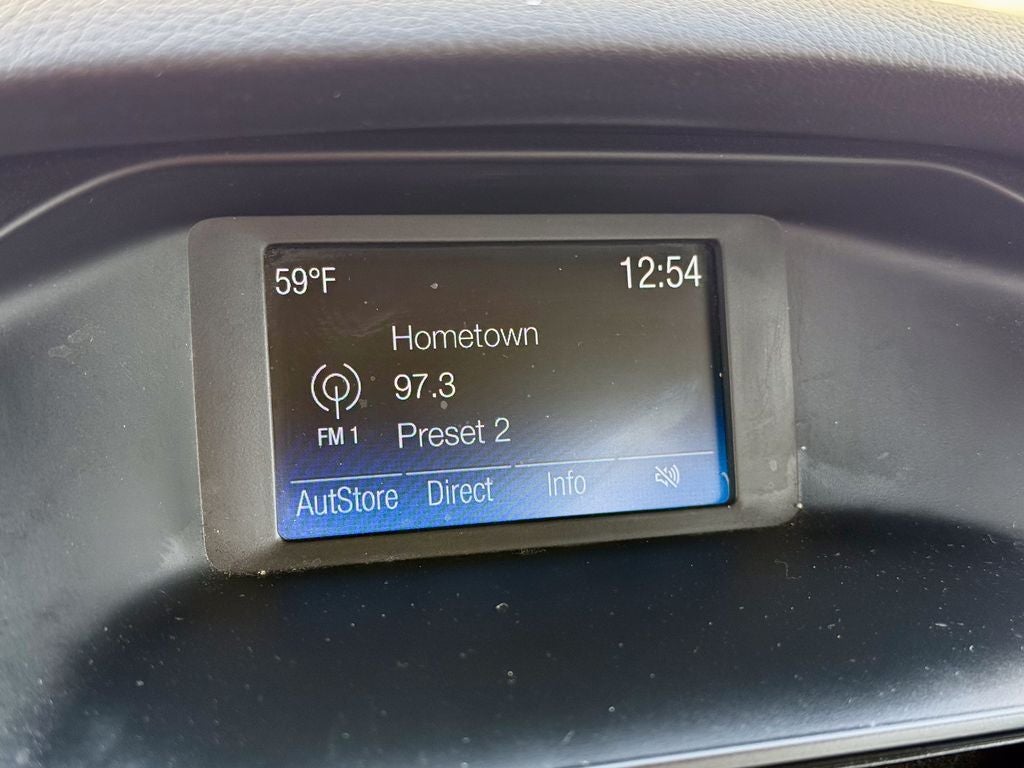 59°F 12:54
Hometown
97.3
FM 1 Preset 2
AutStore Direct Info